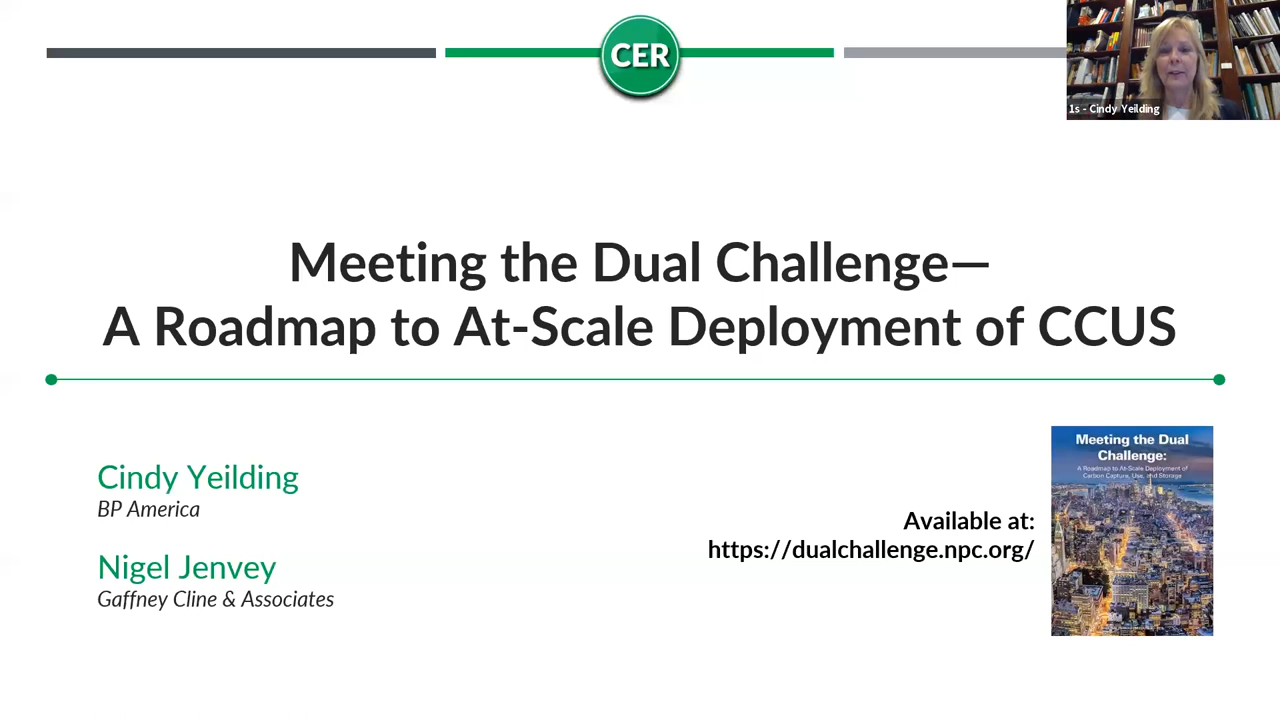 CER
1s - Cindy Yeilding
Meeting the Dual Challenge—
A Roadmap to At-Scale Deployment of CCUS
Cindy Yeilding
BP America
Nigel Jenvey
Gaffney Cline & Associates
Available at:
https://dualchallenge.npc.org/
Meeting the Dual
Challenge:
A Roadmap to At-Scale Deployment of
Carbon Capture, Use, and Storage